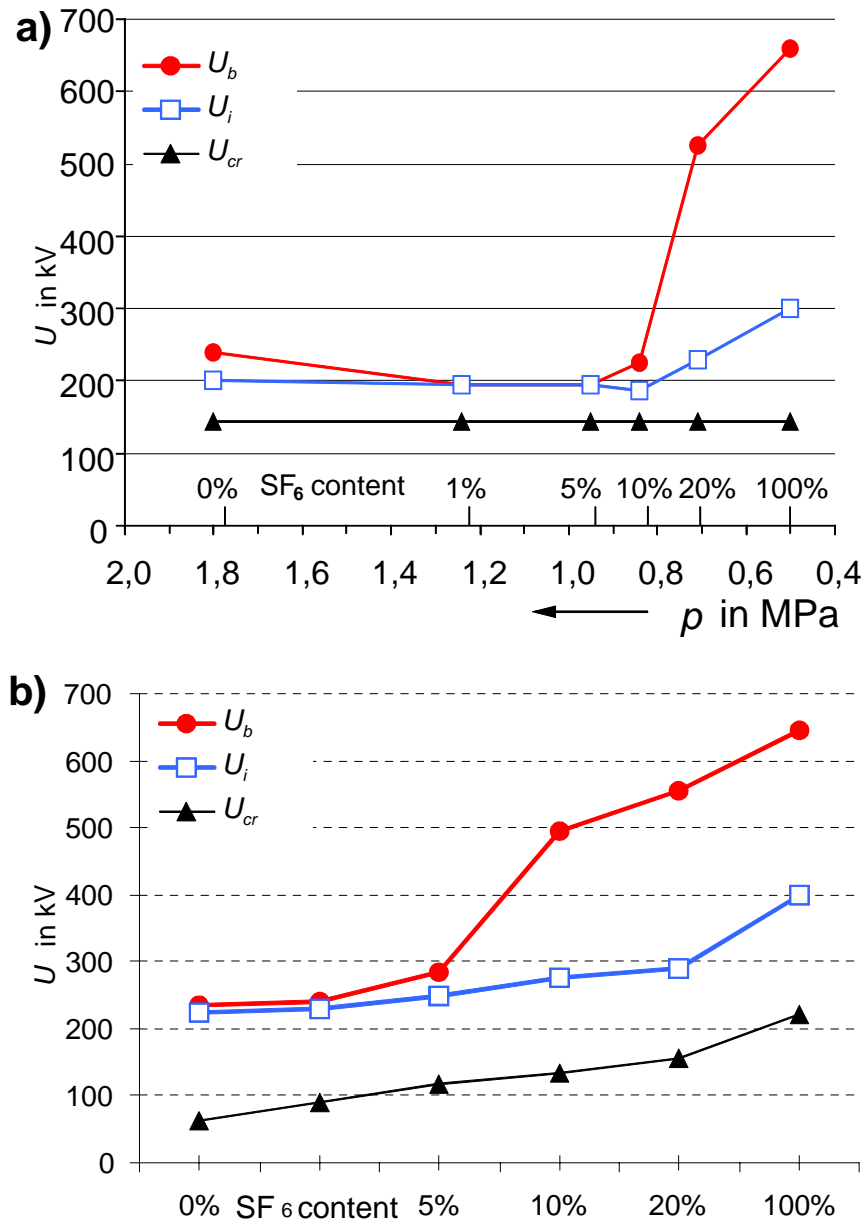 a)
700
600
500
400
300
200
100
0
U in kV
U_b
U_i
U_cr
0% SF₆ content 1% 5% 10% 20% 100%
2,0 1,8 1,6 1,4 1,2 1,0 0,8 0,6 0,4
p in MPa
b)
700
600
500
400
300
200
100
0
U in kV
U_b
U_i
U_cr
0% SF₆ content 5% 10% 20% 100%